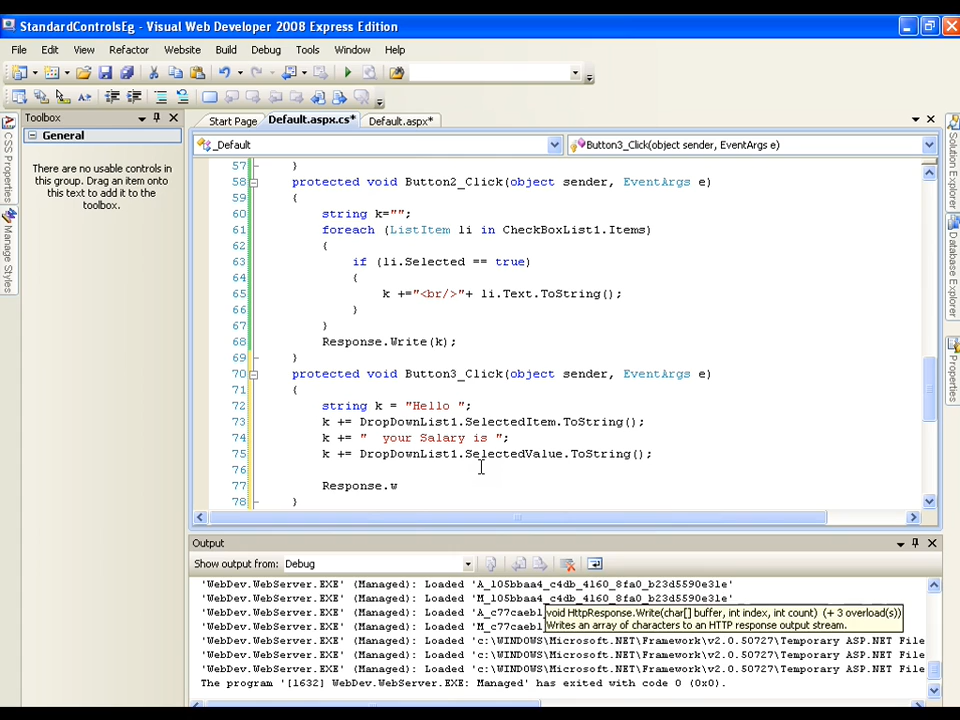 StandardControlsEg - Visual Web Developer 2008 Express Edition
File Edit View Refactor Website Build Debug Tools Window Help
Toolbox
Start Page Default.aspx.cs* Default.aspx*
General
_Default Button3_Click(object sender, EventArgs e)
There are no usable controls in
this group. Drag an item onto
this text to add it to the
toolbox.
CSS Properties
Manage Styles
Solution Explorer
Database Explorer
Properties
57 }
58 protected void Button2_Click(object sender, EventArgs e)
59 {
60 string k="";
61 foreach (ListItem li in CheckBoxList1.Items)
62 {
63 if (li.Selected == true)
64 {
65 k +="<br/>"+ li.Text.ToString();
66 }
67 }
68 Response.Write(k);
69 }
70 protected void Button3_Click(object sender, EventArgs e)
71 {
72 string k = "Hello ";
73 k += DropDownList1.SelectedItem.ToString();
74 k += "  your Salary is ";
75 k += DropDownList1.SelectedValue.ToString();
76
77 Response.w
78 }
Output
Show output from: Debug
'WebDev.WebServer.EXE' (Managed): Loaded 'A_105bbaa4_c4db_4160_8fa0_b23d5590e31e'
'WebDev.WebServer.EXE' (Managed): Loaded 'M_105bbaa4_c4db_4160_8fa0_b23d5590e31e'
'WebDev.WebServer.EXE' (Managed): Loaded 'A_c77caebl
void HttpResponse.Write(char[] buffer, int index, int count) (+ 3 overload(s))
'WebDev.WebServer.EXE' (Managed): Loaded 'M_c77caebl
Writes an array of characters to an HTTP response output stream.
'WebDev.WebServer.EXE' (Managed): Loaded 'c:\WINDOWS\Microsoft.NET\Framework\v2.0.50727\Temporary ASP.NET File
'WebDev.WebServer.EXE' (Managed): Loaded 'c:\WINDOWS\Microsoft.NET\Framework\v2.0.50727\Temporary ASP.NET File
'WebDev.WebServer.EXE' (Managed): Loaded 'c:\WINDOWS\Microsoft.NET\Framework\v2.0.50727\Temporary ASP.NET File
The program '[1632] WebDev.WebServer.EXE: Managed' has exited with code 0 (0x0).